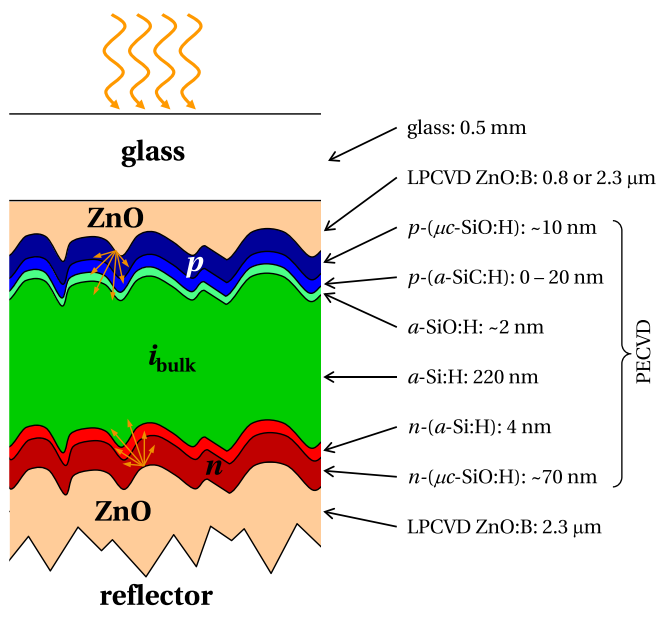 glass
glass: 0.5 mm
LPCVD ZnO:B: 0.8 or 2.3 µm
ZnO
p-(µc-SiO:H): ~10 nm
p
p-(a-SiC:H): 0 – 20 nm
a-SiO:H: ~2 nm
PECVD
i bulk
a-Si:H: 220 nm
n-(a-Si:H): 4 nm
n
n-(µc-SiO:H): ~70 nm
ZnO
LPCVD ZnO:B: 2.3 µm
reflector